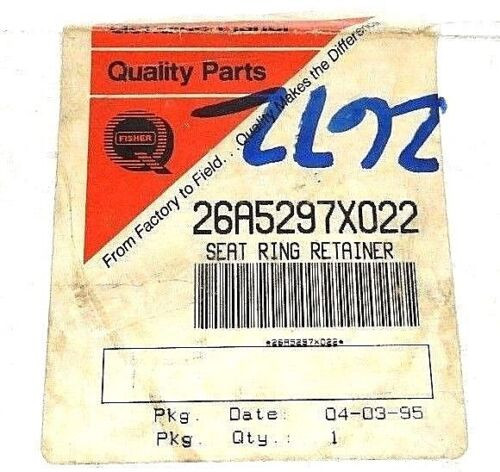 Quality Parts
FISHER
From Factory to Field...Quality Makes the Difference
26A5297X022
SEAT RING RETAINER
*26A5297X022*
Pkg. Date: 04-03-95
Pkg. Qty.: 1